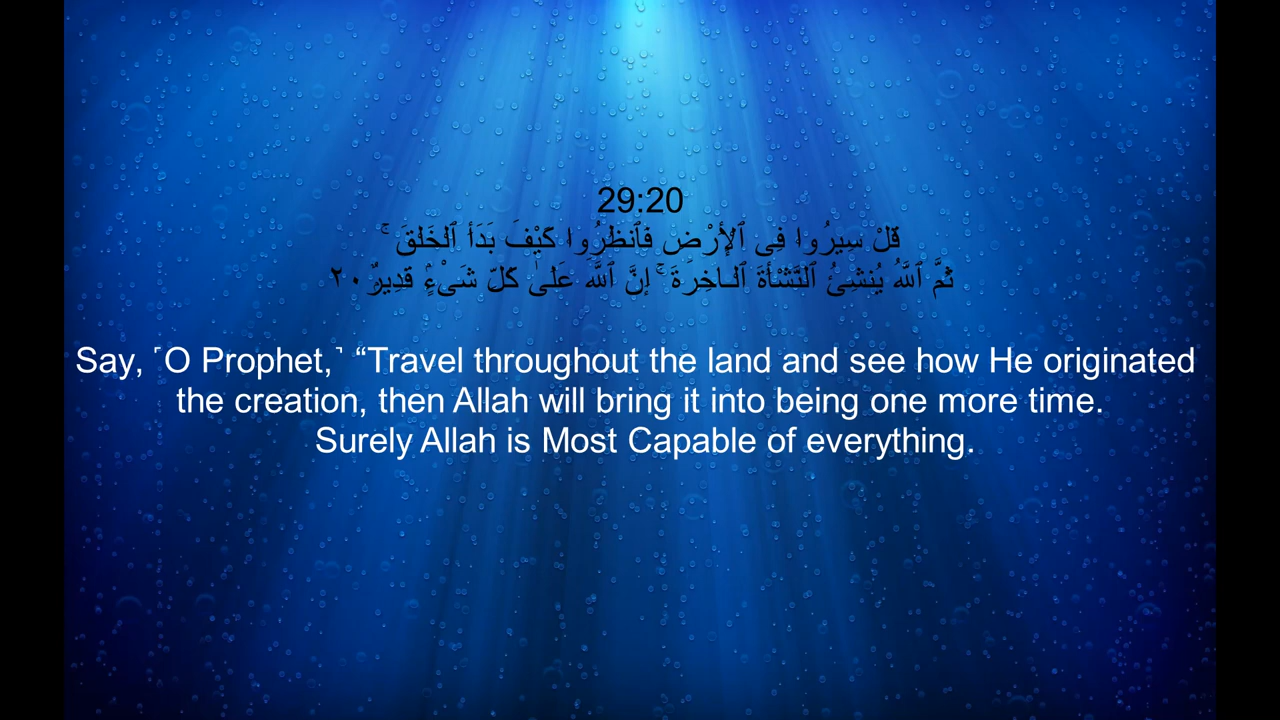 29:20
قُلْ سِيرُوا۟ فِى ٱلْأَرْضِ فَٱنظُرُوا۟ كَيْفَ بَدَأَ ٱلْخَلْقَ ۚ
ثُمَّ ٱللَّهُ يُنشِئُ ٱلنَّشْأَةَ ٱلْـَٔاخِرَةَ ۚ إِنَّ ٱللَّهَ عَلَىٰ كُلِّ شَىْءٍۢ قَدِيرٌۭ ٢٠
Say, ˹O Prophet,˺ “Travel throughout the land and see how He originated
the creation, then Allah will bring it into being one more time.
Surely Allah is Most Capable of everything.